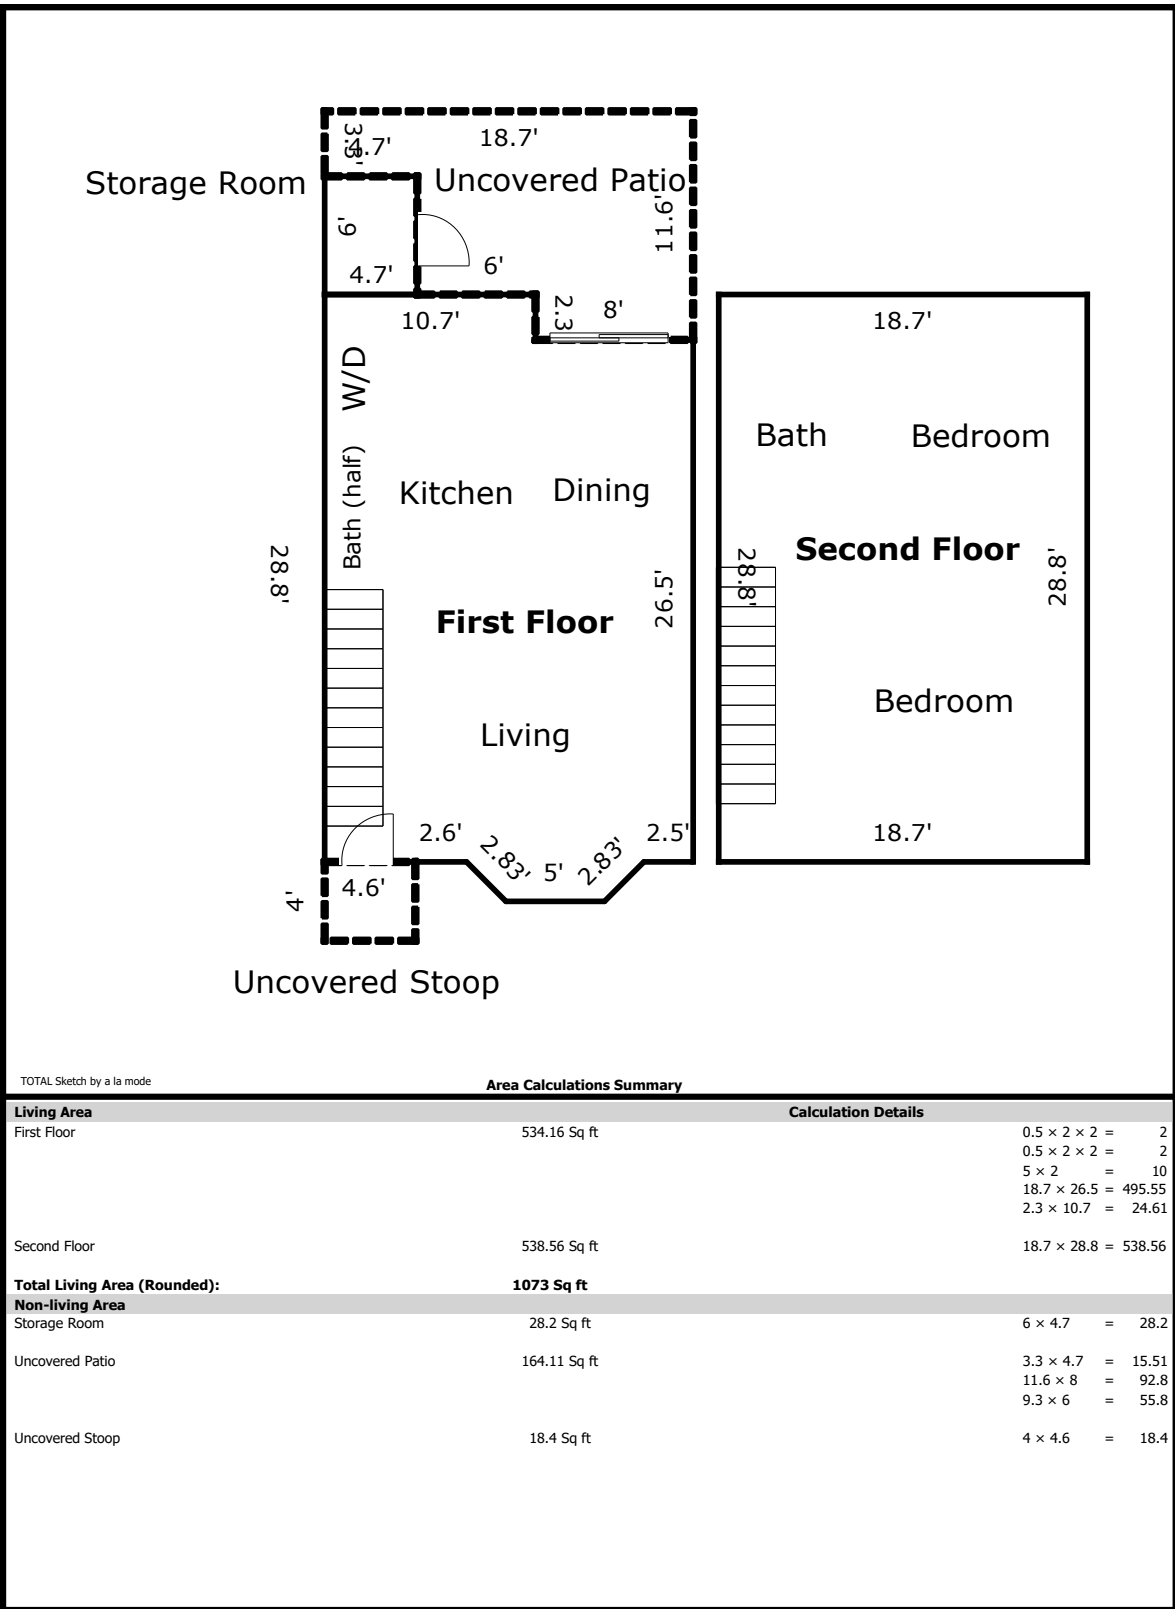 3.3'
4.7'
18.7'
Storage Room
Uncovered Patio
6'
11.6'
4.7'
6'
2.3
8'
10.7'
18.7'
W/D
Bath
Bedroom
Bath (half)
Kitchen
Dining
28.8'
26.5'
28.8'
Second Floor
28.8'
First Floor
Bedroom
Living
2.6'
2.83'
5'
2.83'
2.5'
18.7'
4'
4.6'
Uncovered Stoop
TOTAL Sketch by a la mode
Area Calculations Summary
Living Area Calculation Details
First Floor 534.16 Sq ft 0.5 × 2 × 2 = 2
0.5 × 2 × 2 = 2
5 × 2 = 10
18.7 × 26.5 = 495.55
2.3 × 10.7 = 24.61
Second Floor 538.56 Sq ft 18.7 × 28.8 = 538.56
Total Living Area (Rounded): 1073 Sq ft
Non-living Area
Storage Room 28.2 Sq ft 6 × 4.7 = 28.2
Uncovered Patio 164.11 Sq ft 3.3 × 4.7 = 15.51
11.6 × 8 = 92.8
9.3 × 6 = 55.8
Uncovered Stoop 18.4 Sq ft 4 × 4.6 = 18.4